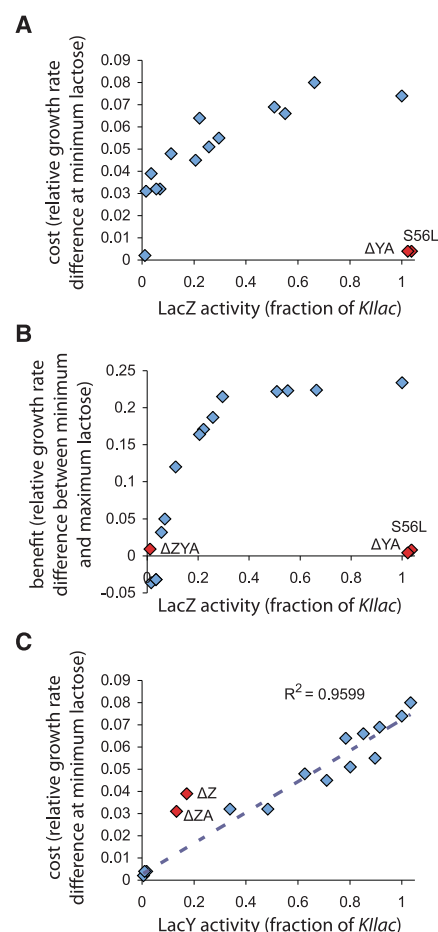 A
cost (relative growth rate
difference at minimum lactose)
0.09
0.08
0.07
0.06
0.05
0.04
0.03
0.02
0.01
0
S56L
ΔYA
0 0.2 0.4 0.6 0.8 1
LacZ activity (fraction of KIlac)
B
benefit (relative growth rate
difference between minimum
and maximum lactose)
0.25
0.2
0.15
0.1
0.05
0
-0.05
ΔZYA
S56L
ΔYA
0 0.2 0.4 0.6 0.8 1
LacZ activity (fraction of KIlac)
C
cost (relative growth rate
difference at minimum lactose)
0.09
0.08
0.07
0.06
0.05
0.04
0.03
0.02
0.01
0
R² = 0.9599
ΔZ
ΔZA
0 0.2 0.4 0.6 0.8 1
LacY activity (fraction of KIlac)